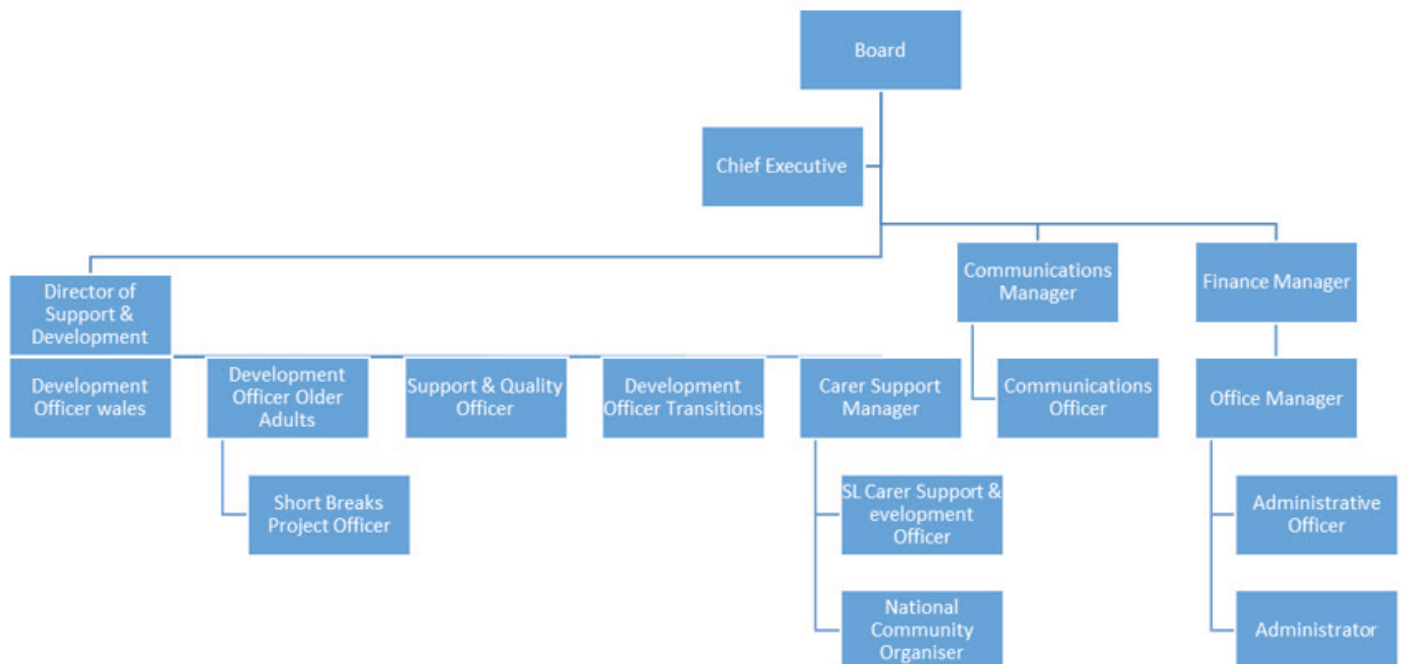 Board
Chief Executive
Communications
Manager
Finance Manager
Director of
Support &
Development
Development
Officer wales
Development
Officer Older
Adults
Support & Quality
Officer
Development
Officer Transitions
Carer Support
Manager
Communications
Officer
Office Manager
Short Breaks
Project Officer
SL Carer Support &
evelopment
Officer
Administrative
Officer
National
Community
Organiser
Administrator